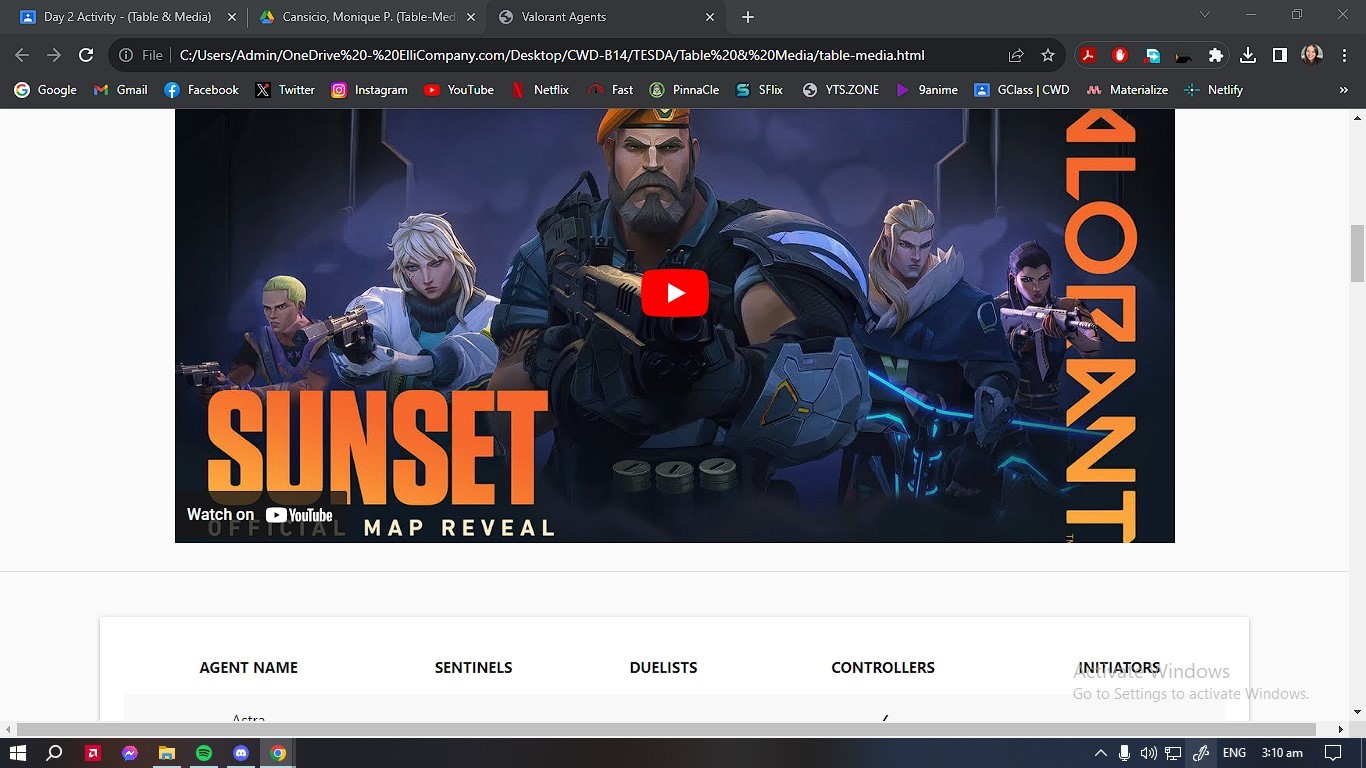 Day 2 Activity - (Table & Media)
Cansicio, Monique P. (Table-Med
Valorant Agents
File
C:/Users/Admin/OneDrive%20-%20ElliCompany.com/Desktop/CWD-B14/TESDA/Table%20&%20Media/table-media.html
Google Gmail Facebook Twitter Instagram YouTube Netflix Fast PinnaCle SFlix YTS.ZONE 9anime GClass | CWD Materialize Netlify »
VALORANT
TM
SUNSET
Watch on YouTube
OFFICIAL MAP REVEAL
AGENT NAME SENTINELS DUELISTS CONTROLLERS INITIATORS
Activate Windows
Go to Settings to activate Windows.
Astra
ENG 3:10 am